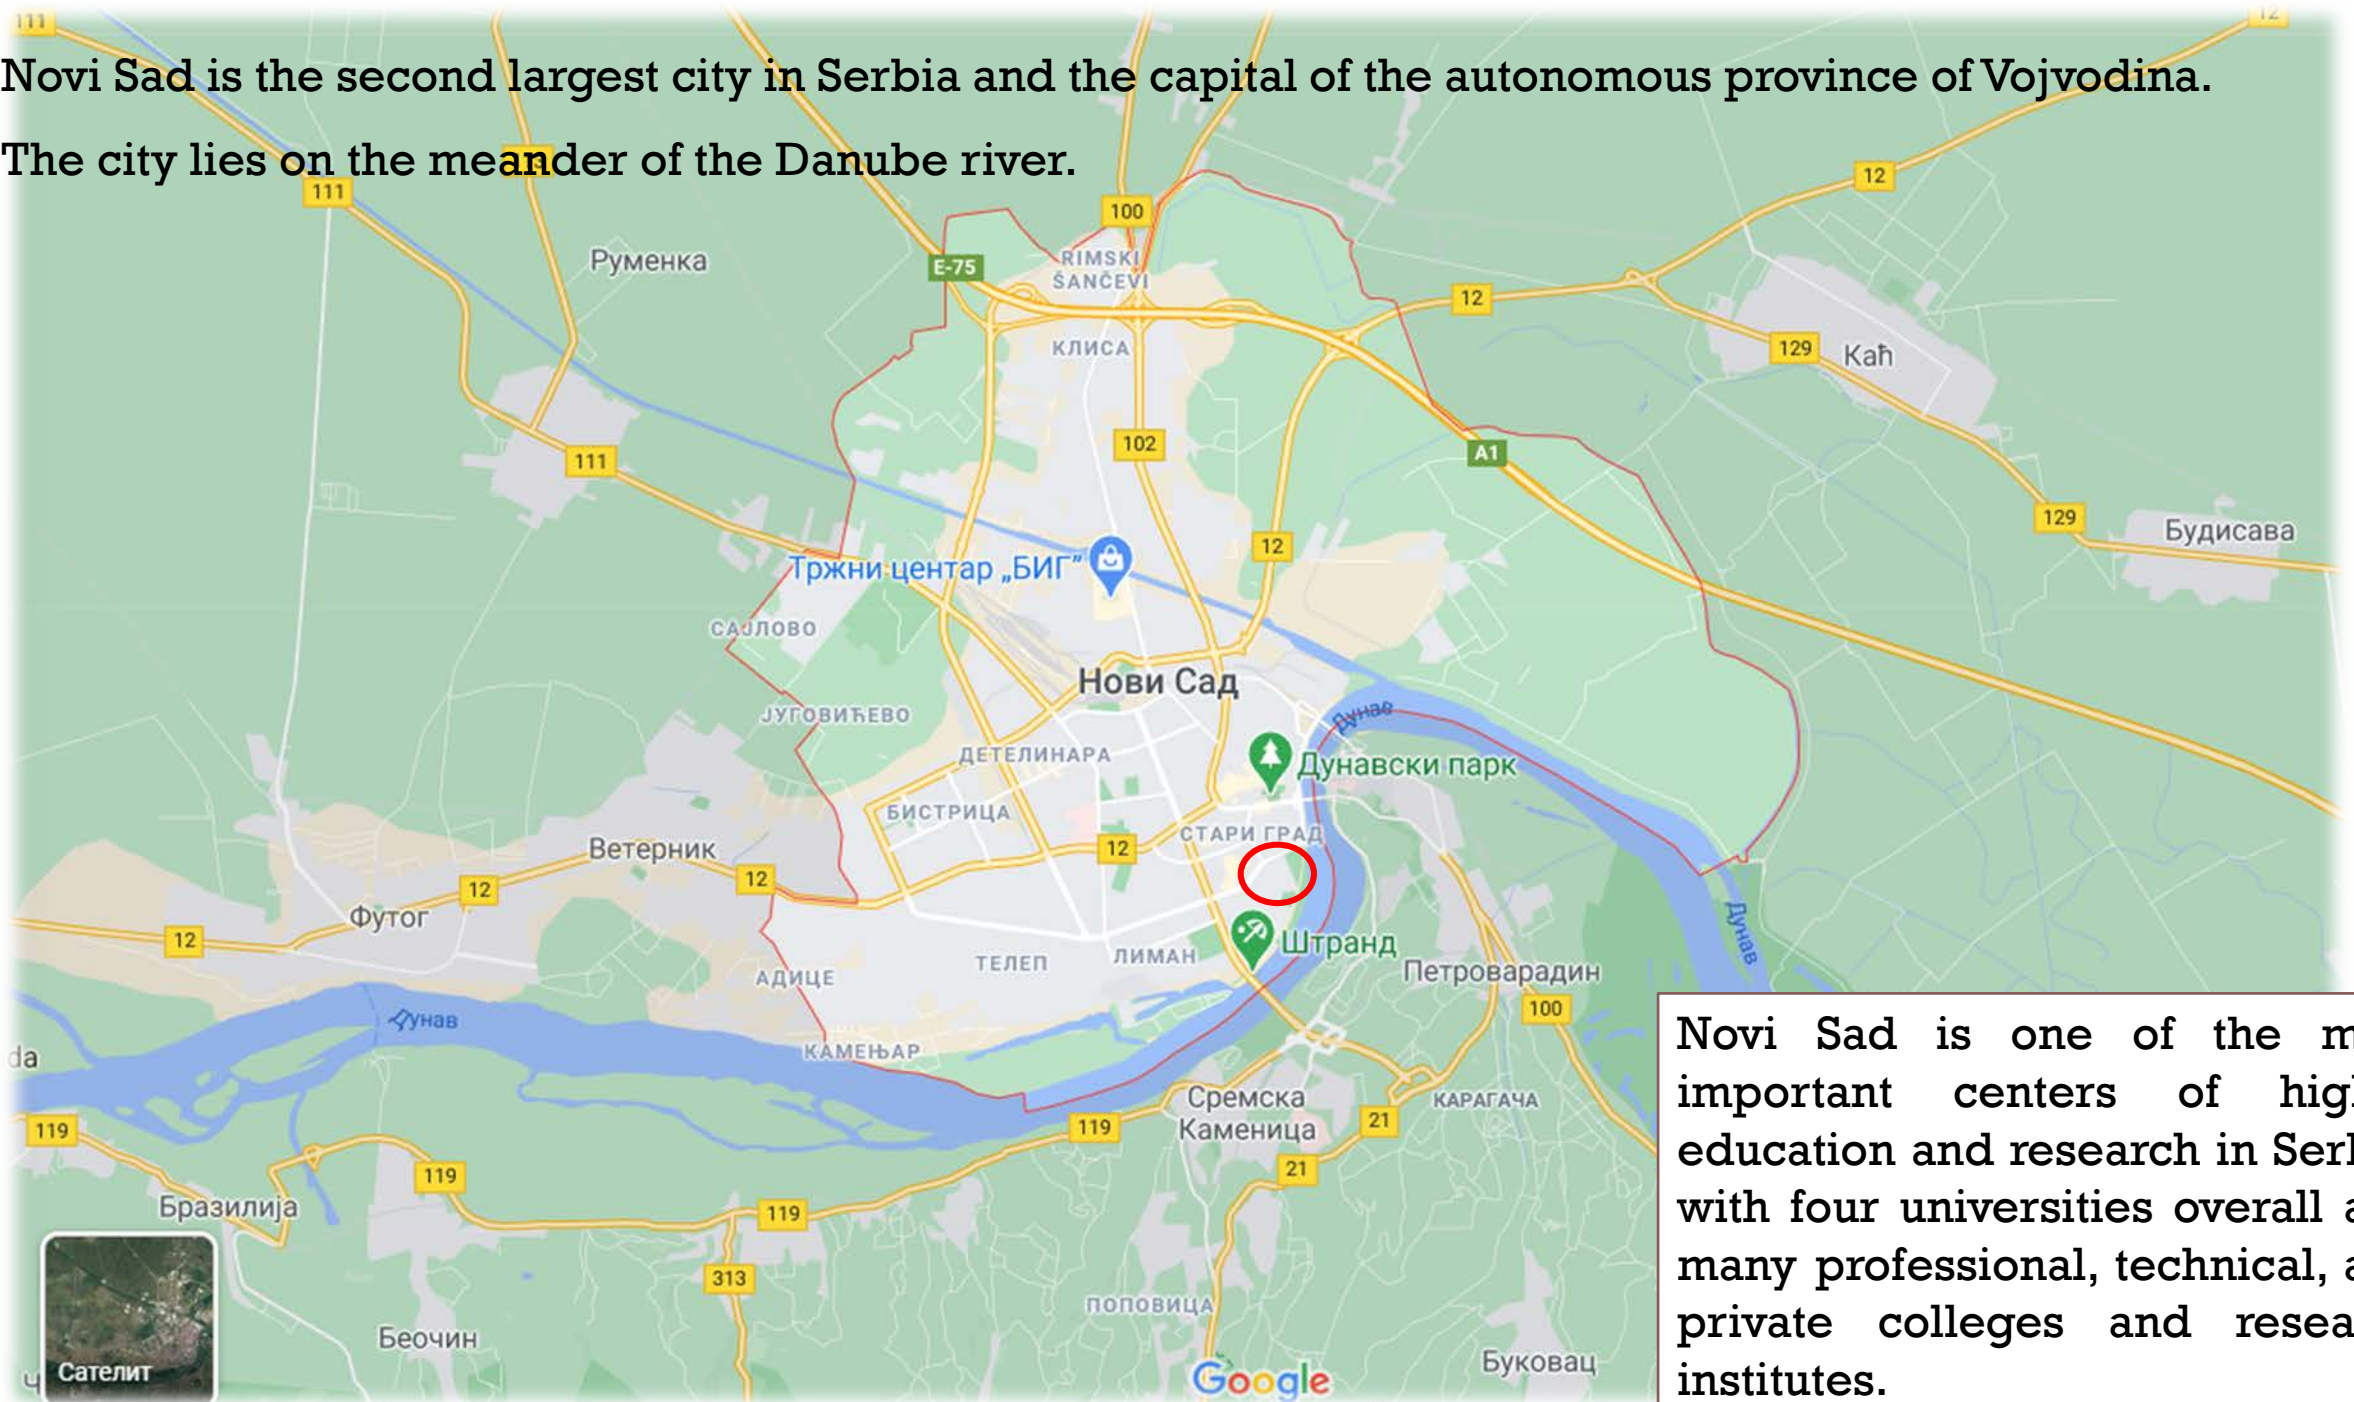 111
12
Novi Sad is the second largest city in Serbia and the capital of the autonomous province of Vojvodina.
The city lies on the meander of the Danube river.
111
12
100
Руменка
E-75
RIMSKI
ŠANČEVI
12
КЛИСА
129
Каћ
102
A1
111
129
Будисава
12
Тржни центар „БИГ”
САЈЛОВО
Нови Сад
ЈУГОВИЋЕВО
Дунав
ДЕТЕЛИНАРА
Дунавски парк
БИСТРИЦА
СТАРИ ГРАД
Ветерник
12
12
12
Футог
12
Дунав
Штранд
ТЕЛЕП
ЛИМАН
АДИЦЕ
Петроварадин
100
Дунав
КАМЕЊАР
da
Сремска
Каменица
КАРАГАЧА
119
119
21
119
21
Бразилија
119
313
ПОПОВИЦА
Беочин
Буковац
Сателит
Google
Novi Sad is one of the m
important centers of hig
education and research in Ser
with four universities overall a
many professional, technical, a
private colleges and resea
institutes.